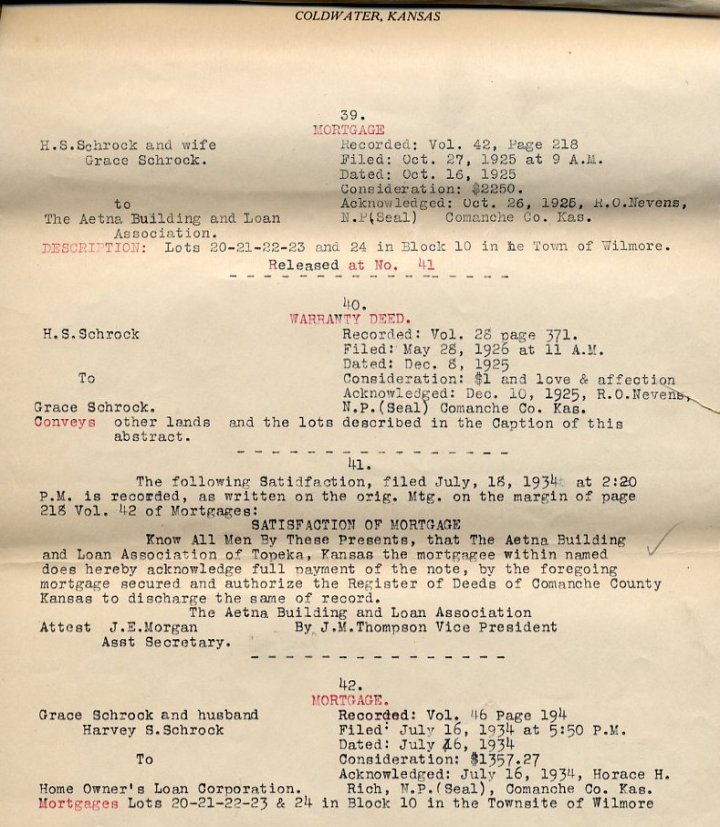 COLDWATER, KANSAS
39.
MORTGAGE
H.S.Schrock and wife
Grace Schrock.
to
The Aetna Building and Loan
Association.
Recorded: Vol. 42, Page 218
Filed: Oct. 27, 1925 at 9 A.M.
Dated: Oct. 16, 1925
Consideration: $2250.
Acknowledged: Oct. 26, 1925, R.O.Nevens,
N.P(Seal) Comanche Co. Kas.
DESCRIPTION: Lots 20-21-22-23 and 24 in Block 10 in he Town of Wilmore.
Released at No. 41
40.
WARRANTY DEED.
H.S.Schrock
To
Grace Schrock.
Recorded: Vol. 28 page 371.
Filed: May 28, 1926 at 11 A.M.
Dated: Dec. 8, 1925
Consideration: $1 and love & affection
Acknowledged: Dec. 10, 1925, R.O.Nevens,
N.P.(Seal) Comanche Co. Kas.
Conveys other lands and the lots described in the Caption of this
abstract.
41.
The following Satidfaction, filed July, 18, 1934 at 2:20
P.M. is recorded, as written on the orig. Mtg. on the margin of page
218 Vol. 42 of Mortgages:
SATISFACTION OF MORTGAGE
Know All Men By These Presents, that The Aetna Building
and Loan Association of Topeka, Kansas the mortgagee within named
does hereby acknowledge full payment of the note, by the foregoing
mortgage secured and authorize the Register of Deeds of Comanche County
Kansas to discharge the same of record.
The Aetna Building and Loan Association
Attest J.E.Morgan By J.M.Thompson Vice President
Asst Secretary.
42.
MORTGAGE.
Grace Schrock and husband
Harvey S.Schrock
To
Home Owner's Loan Corporation.
Recorded: Vol. 46 Page 194
Filed: July 16, 1934 at 5:50 P.M.
Dated: July 16, 1934
Consideration: $1357.27
Acknowledged: July 16, 1934, Horace H.
Rich, N.P.(Seal), Comanche Co. Kas.
Mortgages Lots 20-21-22-23 & 24 in Block 10 in the Townsite of Wilmore